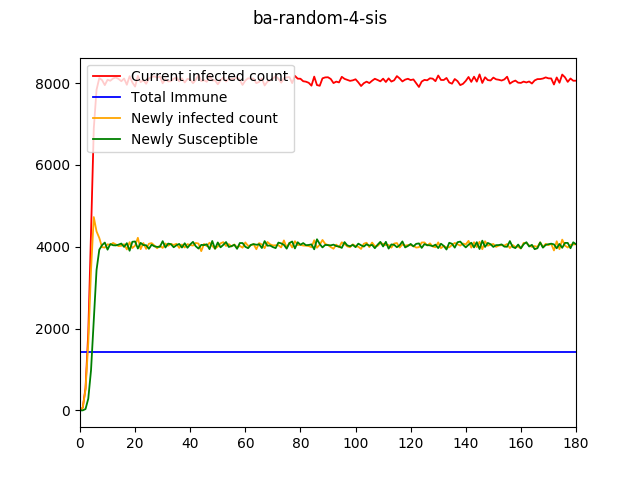 ba-random-4-sis
Current infected count
Total Immune
Newly infected count
Newly Susceptible
8000
6000
4000
2000
0
0 20 40 60 80 100 120 140 160 180